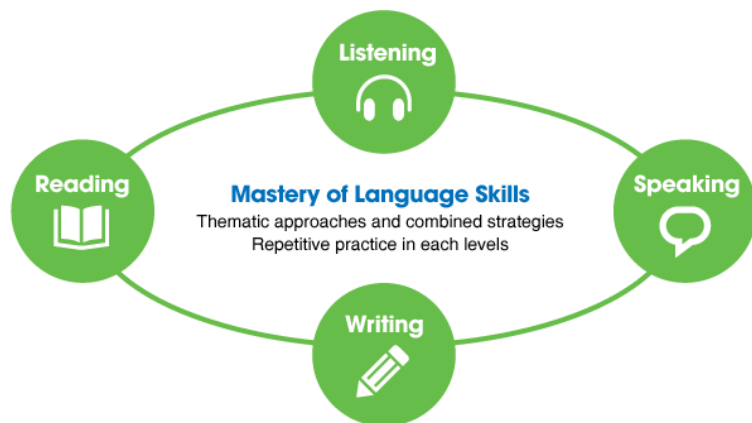 Listening
Reading
Speaking
Mastery of Language Skills
Thematic approaches and combined strategies
Repetitive practice in each levels
Writing